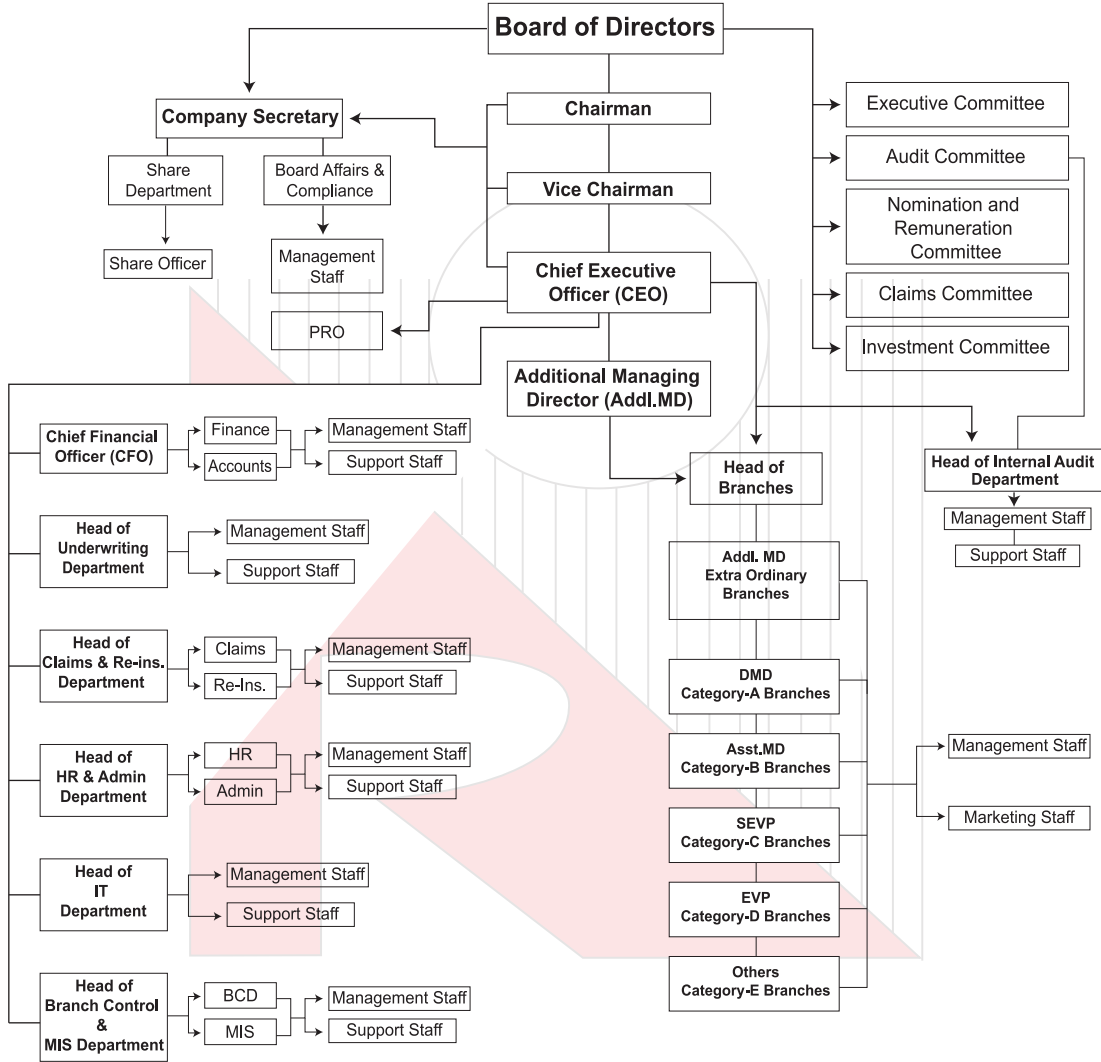 Board of Directors
Company Secretary
Share
Department
Board Affairs &
Compliance
Share Officer
Management
Staff
Chairman
Vice Chairman
Chief Executive
Officer (CEO)
PRO
Additional Managing
Director (Addl.MD)
Executive Committee
Audit Committee
Nomination and
Remuneration
Committee
Claims Committee
Investment Committee
Chief Financial
Officer (CFO)
Finance
Accounts
Management Staff
Support Staff
Head of
Underwriting
Department
Management Staff
Support Staff
Head of
Claims & Re-ins.
Department
Claims
Re-Ins.
Management Staff
Support Staff
Head of
HR & Admin
Department
HR
Admin
Management Staff
Support Staff
Head of
IT
Department
Management Staff
Support Staff
Head of
Branch Control
&
MIS Department
BCD
MIS
Management Staff
Support Staff
Head of
Branches
Addl. MD
Extra Ordinary
Branches
DMD
Category-A Branches
Asst.MD
Category-B Branches
SEVP
Category-C Branches
EVP
Category-D Branches
Others
Category-E Branches
Management Staff
Marketing Staff
Head of Internal Audit
Department
Management Staff
Support Staff